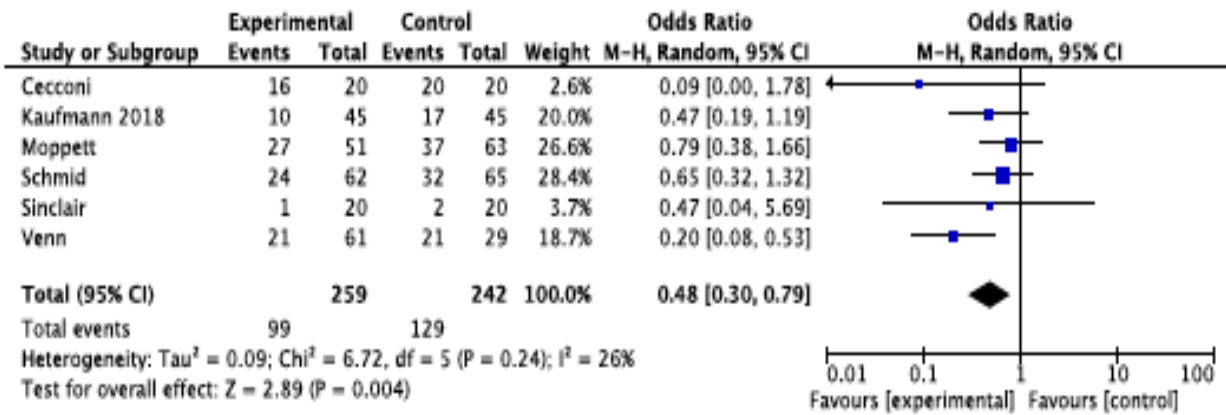 Experimental Control Odds Ratio Odds Ratio
Study or Subgroup Events Total Events Total Weight M-H, Random, 95% CI M-H, Random, 95% CI
Cecconi 16 20 20 20 2.6% 0.09 [0.00, 1.78]
Kaufmann 2018 10 45 17 45 20.0% 0.47 [0.19, 1.19]
Moppett 27 51 37 63 26.6% 0.79 [0.38, 1.66]
Schmid 24 62 32 65 28.4% 0.65 [0.32, 1.32]
Sinclair 1 20 2 20 3.7% 0.47 [0.04, 5.69]
Venn 21 61 21 29 18.7% 0.20 [0.08, 0.53]
Total (95% CI) 259 242 100.0% 0.48 [0.30, 0.79]
Total events 99 129
Heterogeneity: Tau² = 0.09; Chi² = 6.72, df = 5 (P = 0.24); I² = 26%
Test for overall effect: Z = 2.89 (P = 0.004)
0.01 0.1 1 10 100
Favours [experimental] Favours [control]